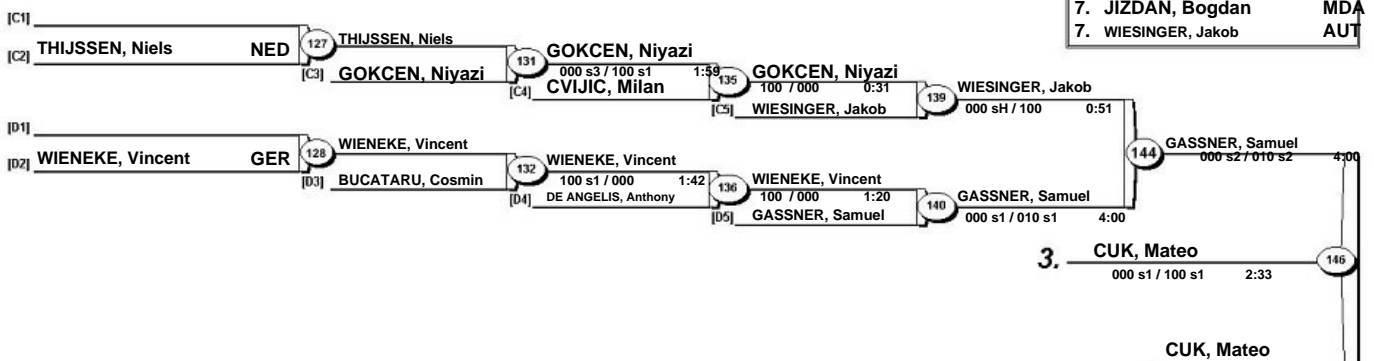 7. JIZDAN, Bogdan MDA
7. WIESINGER, Jakob AUT
[C1]
[C2] THIJSSEN, Niels NED
127
THIJSSEN, Niels
[C3] GOKCEN, Niyazi
131
GOKCEN, Niyazi
000 s3 / 100 s1 1:59
[C4] CVIJIC, Milan
135
GOKCEN, Niyazi
100 / 000 0:31
[C5] WIESINGER, Jakob
139
WIESINGER, Jakob
000 sH / 100 0:51
[D1]
[D2] WIENEKE, Vincent GER
128
WIENEKE, Vincent
[D3] BUCATARU, Cosmin
132
WIENEKE, Vincent
100 s1 / 000 1:42
[D4] DE ANGELIS, Anthony
136
WIENEKE, Vincent
100 / 000 1:20
[D5] GASSNER, Samuel
140
GASSNER, Samuel
000 s1 / 010 s1 4:00
144
GASSNER, Samuel
000 s2 / 010 s2 4:00
3. CUK, Mateo
000 s1 / 100 s1 2:33
146
CUK, Mateo